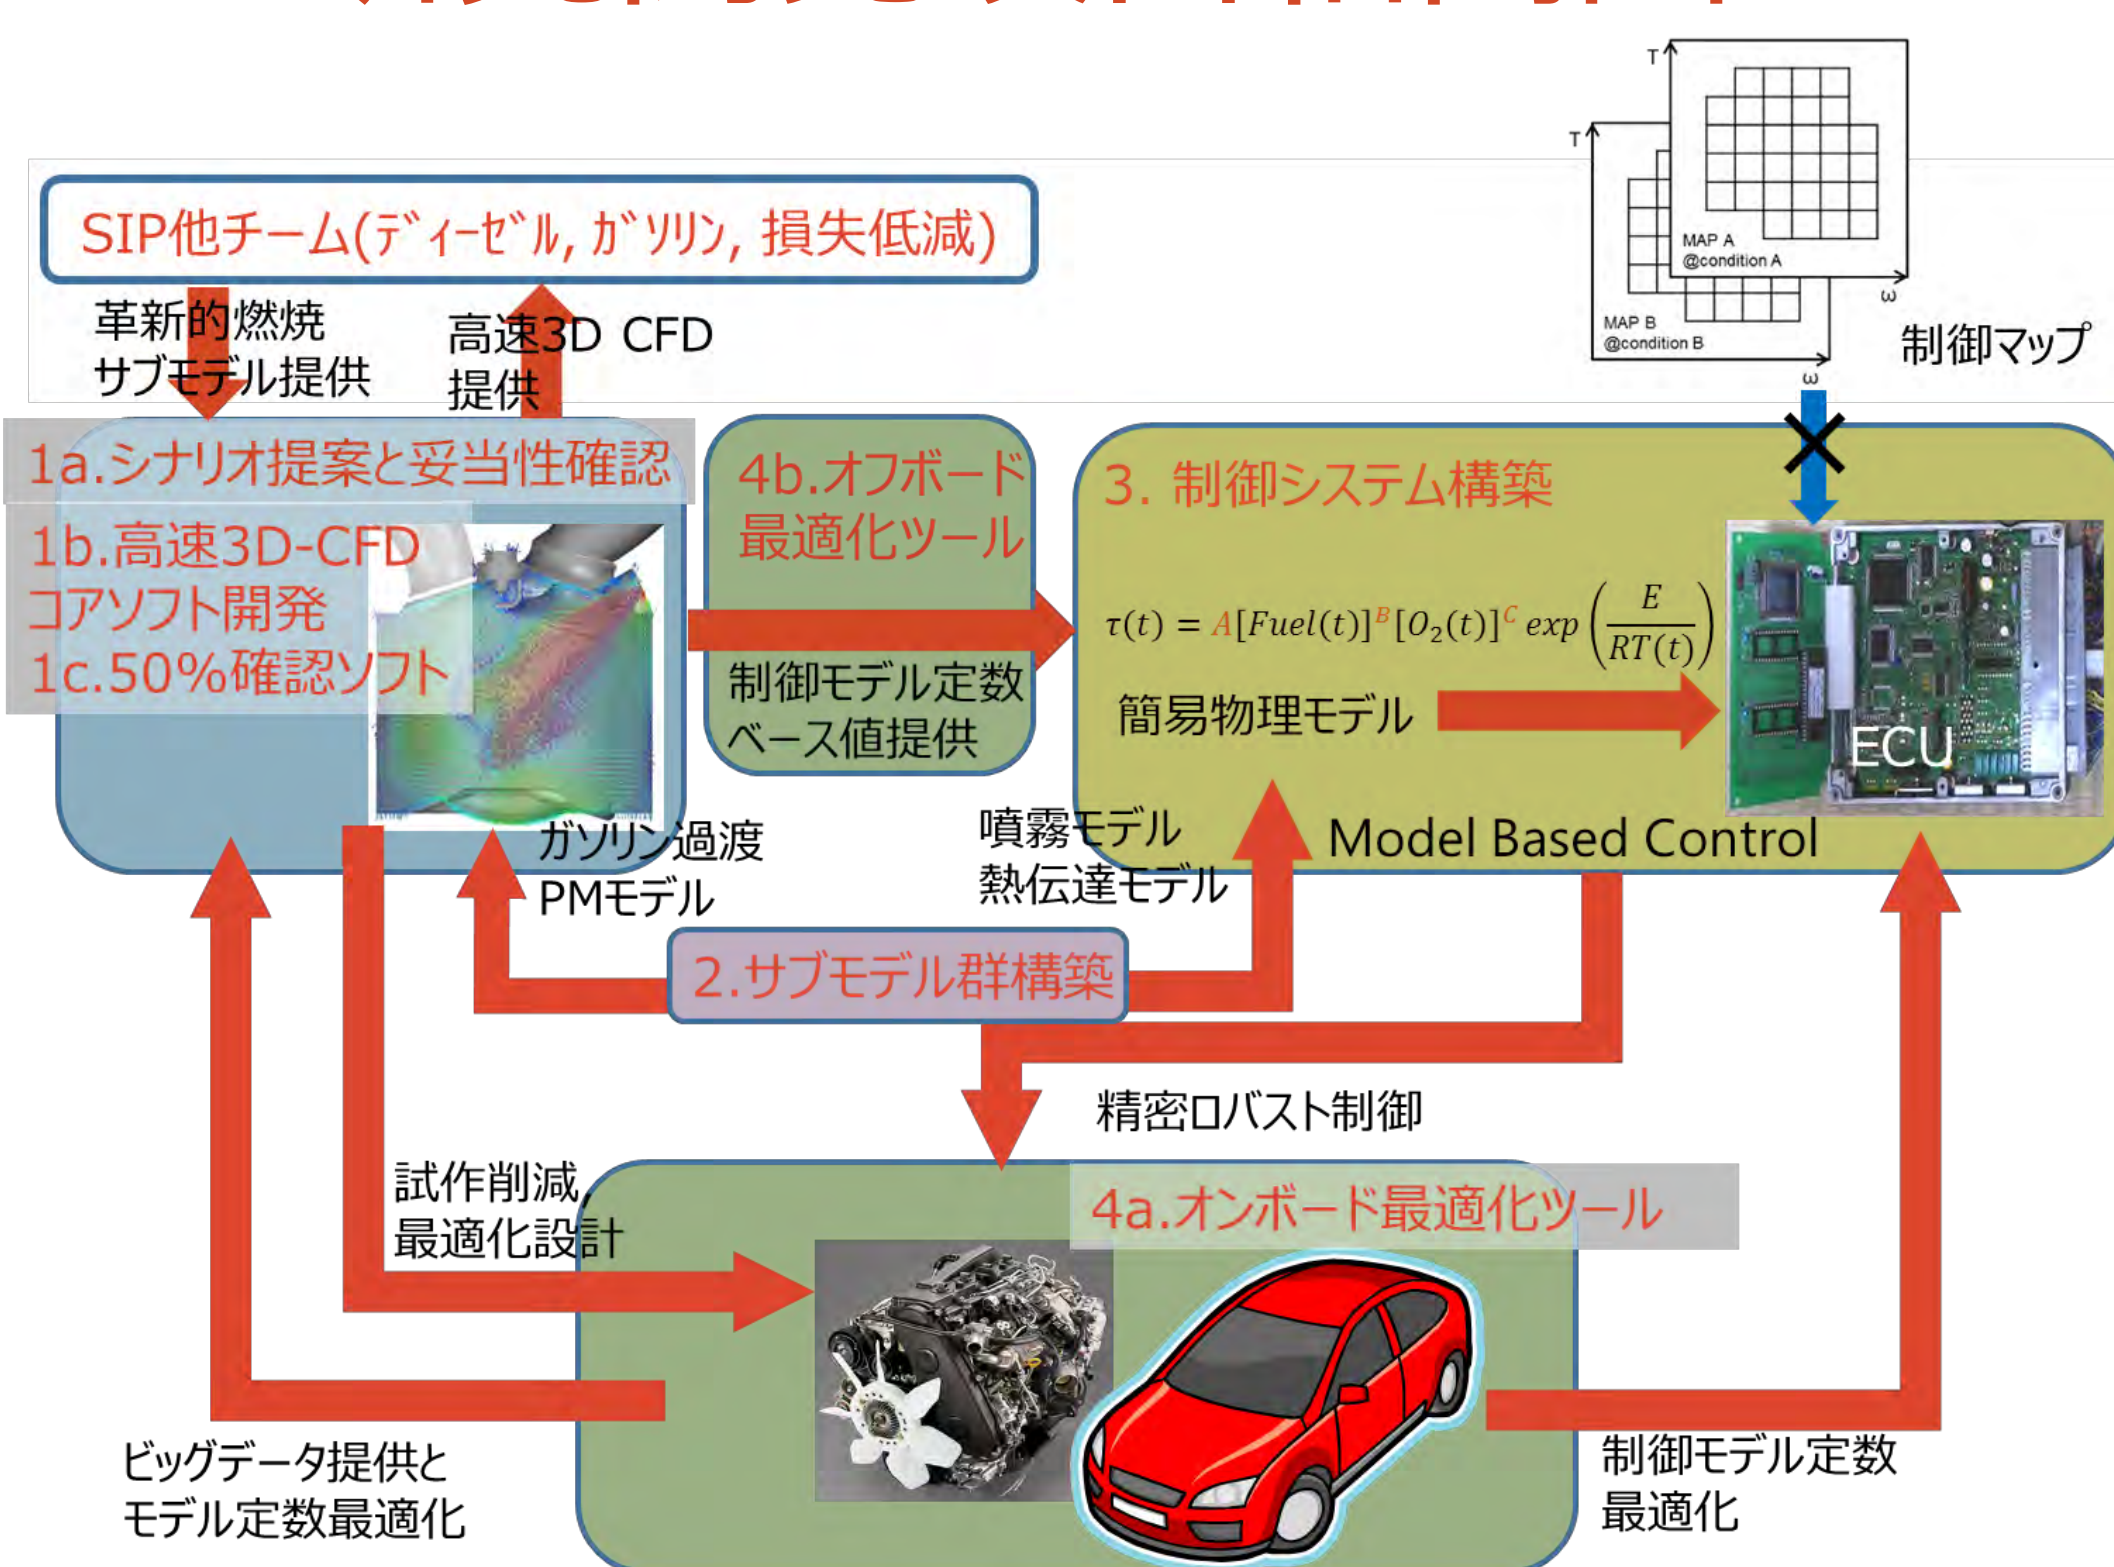 T
T
MAP A
@condition A
ω
MAP B
@condition B
ω
制御マップ
SIP他チーム(ﾃﾞｨｰｾﾞﾙ, ｶﾞｿﾘﾝ, 損失低減)
革新的燃焼
サブモデル提供
高速3D CFD
提供
1a.シナリオ提案と妥当性確認
1b.高速3D-CFD
コアソフト開発
1c.50%確認ソフト
4b.オフボード
最適化ツール
制御モデル定数
ベース値提供
3. 制御システム構築
τ(t) = A[Fuel(t)]^B[O₂(t)]^C exp(E/RT(t))
簡易物理モデル
ECU
Model Based Control
ガソリン過渡
PMモデル
噴霧モデル
熱伝達モデル
2.サブモデル群構築
精密ロバスト制御
試作削減,
最適化設計
4a.オンボード最適化ツール
ビッグデータ提供と
モデル定数最適化
制御モデル定数
最適化